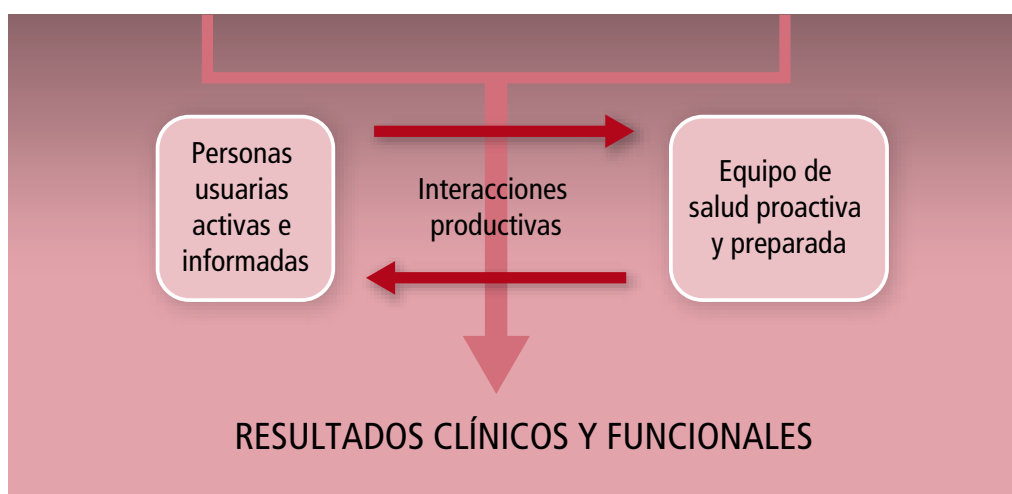 Personas
usuarias
activas e
informadas
Interacciones
productivas
Equipo de
salud proactiva
y preparada
RESULTADOS CLÍNICOS Y FUNCIONALES